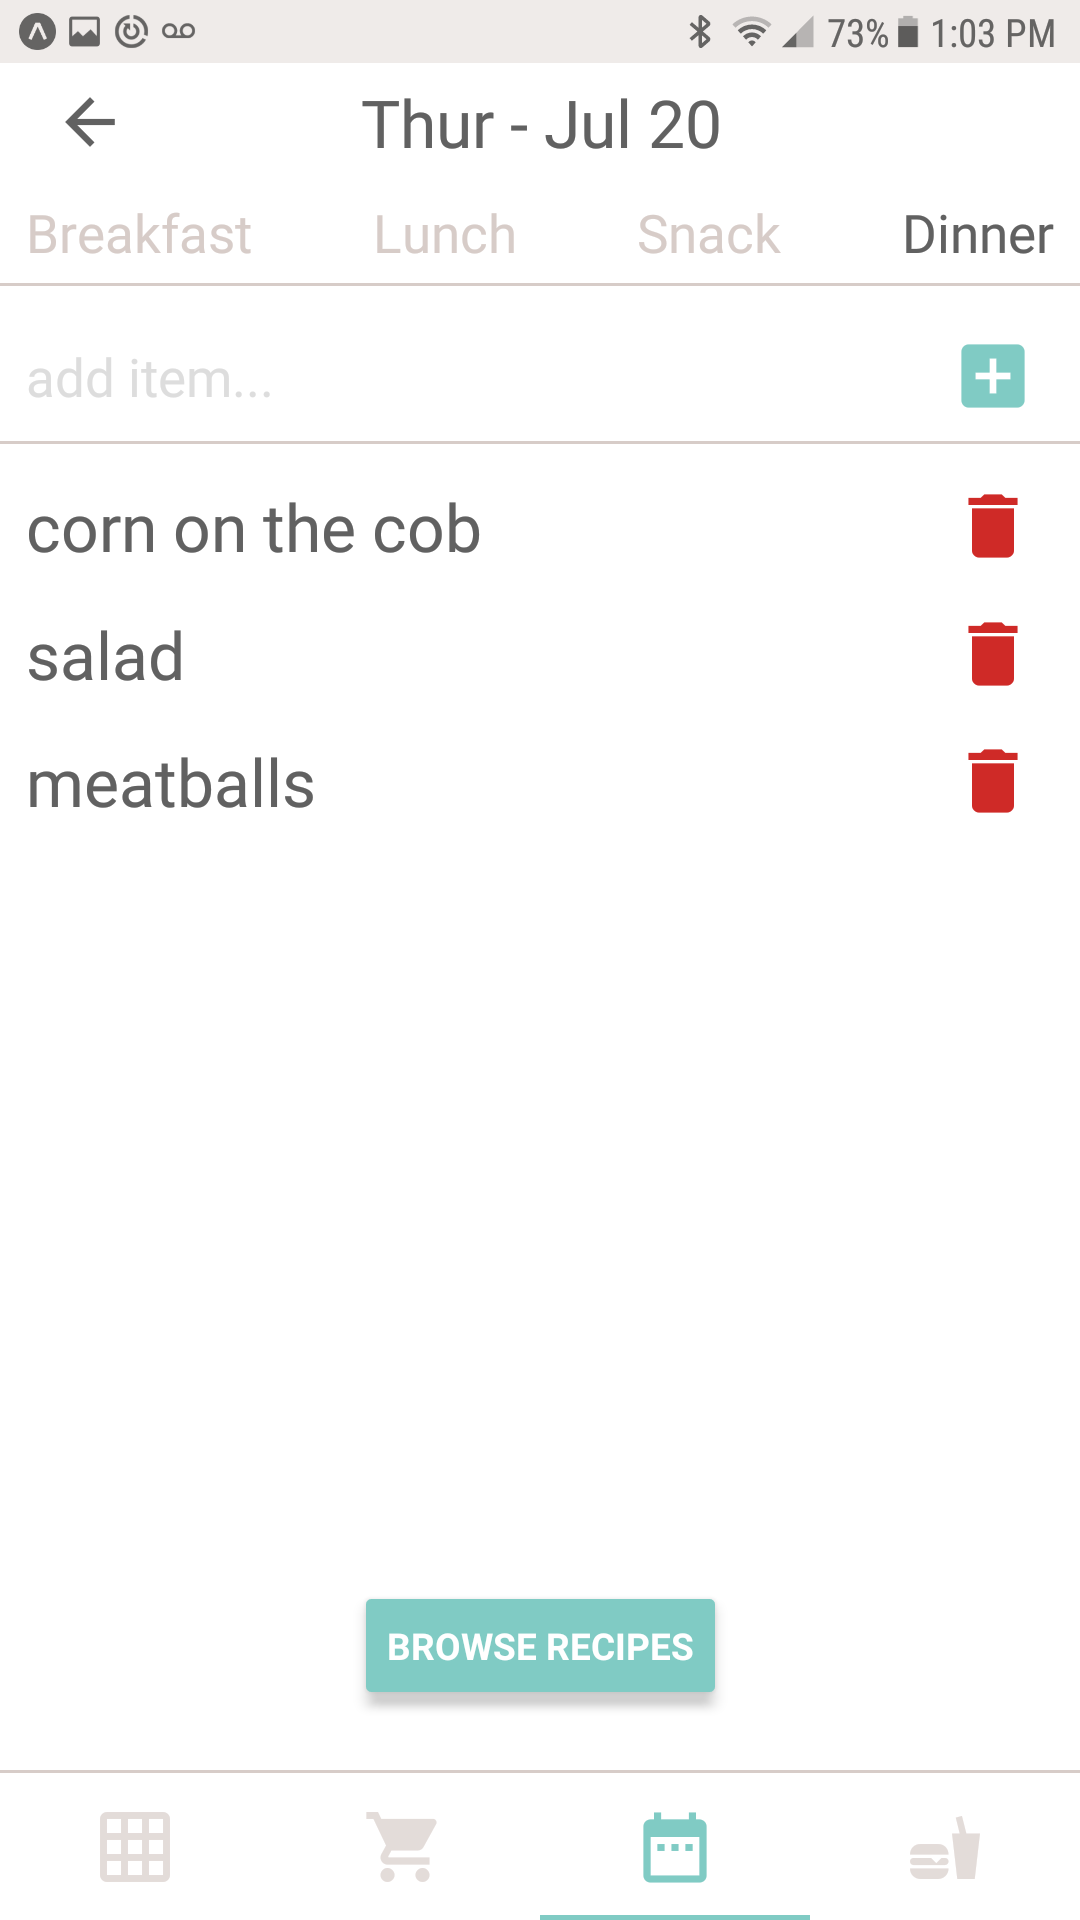 73% 1:03 PM
Thur - Jul 20
Breakfast Lunch Snack Dinner
add item...
corn on the cob
salad
meatballs
BROWSE RECIPES